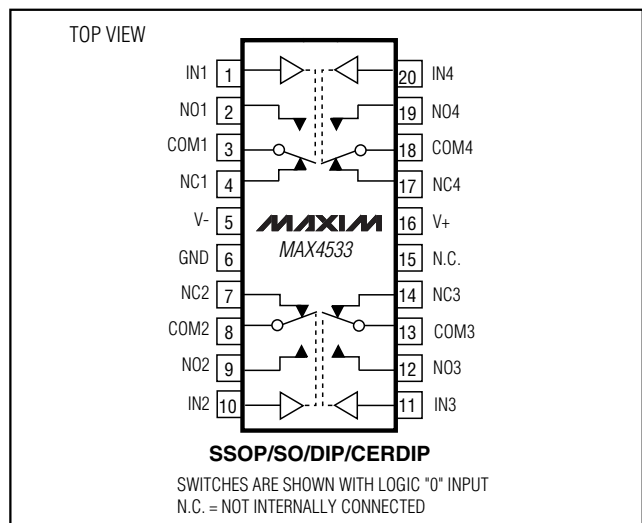 TOP VIEW
IN1 1 20 IN4
NO1 2 19 NO4
COM1 3 18 COM4
NC1 4 17 NC4
V- 5 MAXIM 16 V+
GND 6 MAX4533 15 N.C.
NC2 7 14 NC3
COM2 8 13 COM3
NO2 9 12 NO3
IN2 10 11 IN3
SSOP/SO/DIP/CERDIP
SWITCHES ARE SHOWN WITH LOGIC "0" INPUT
N.C. = NOT INTERNALLY CONNECTED